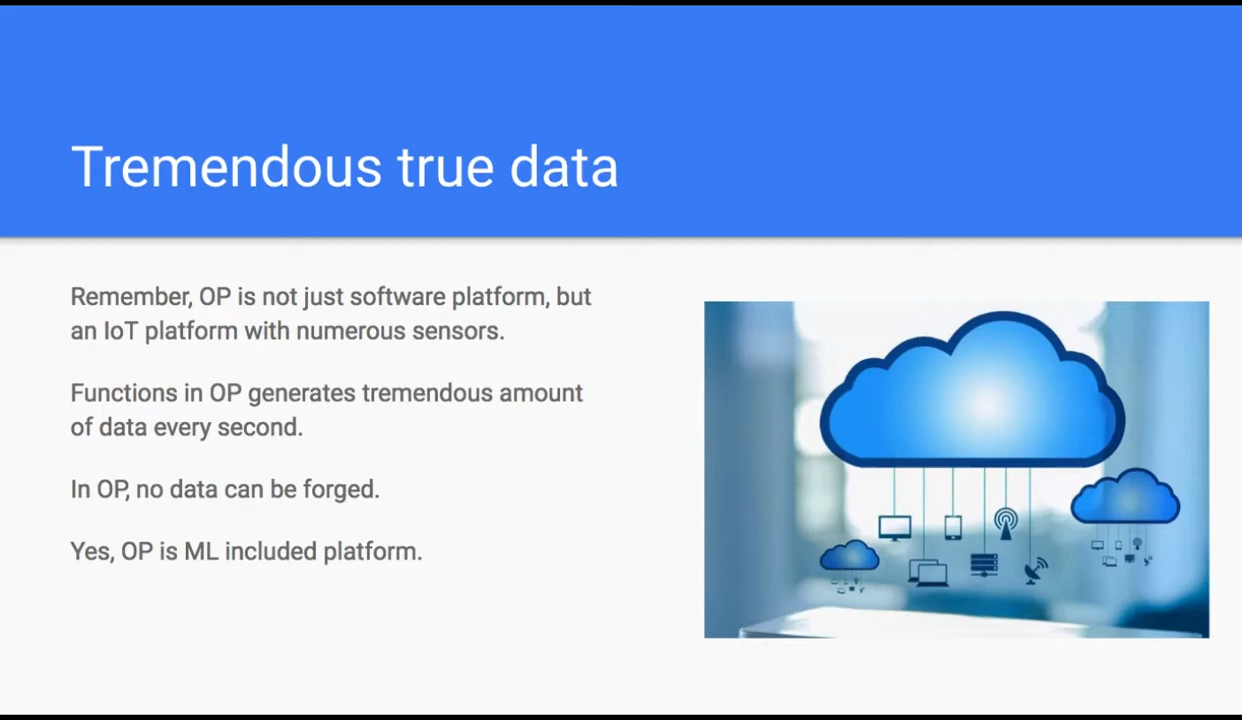 Tremendous true data
Remember, OP is not just software platform, but
an IoT platform with numerous sensors.
Functions in OP generates tremendous amount
of data every second.
In OP, no data can be forged.
Yes, OP is ML included platform.